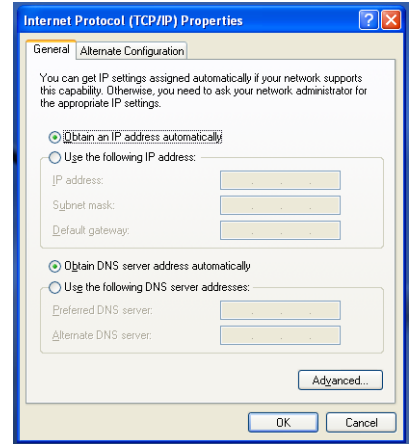 Internet Protocol (TCP/IP) Properties
General
Alternate Configuration
You can get IP settings assigned automatically if your network supports
this capability. Otherwise, you need to ask your network administrator for
the appropriate IP settings.
Obtain an IP address automatically
Use the following IP address:
IP address:
Subnet mask:
Default gateway:
Obtain DNS server address automatically
Use the following DNS server addresses:
Preferred DNS server:
Alternate DNS server:
Advanced...
OK
Cancel